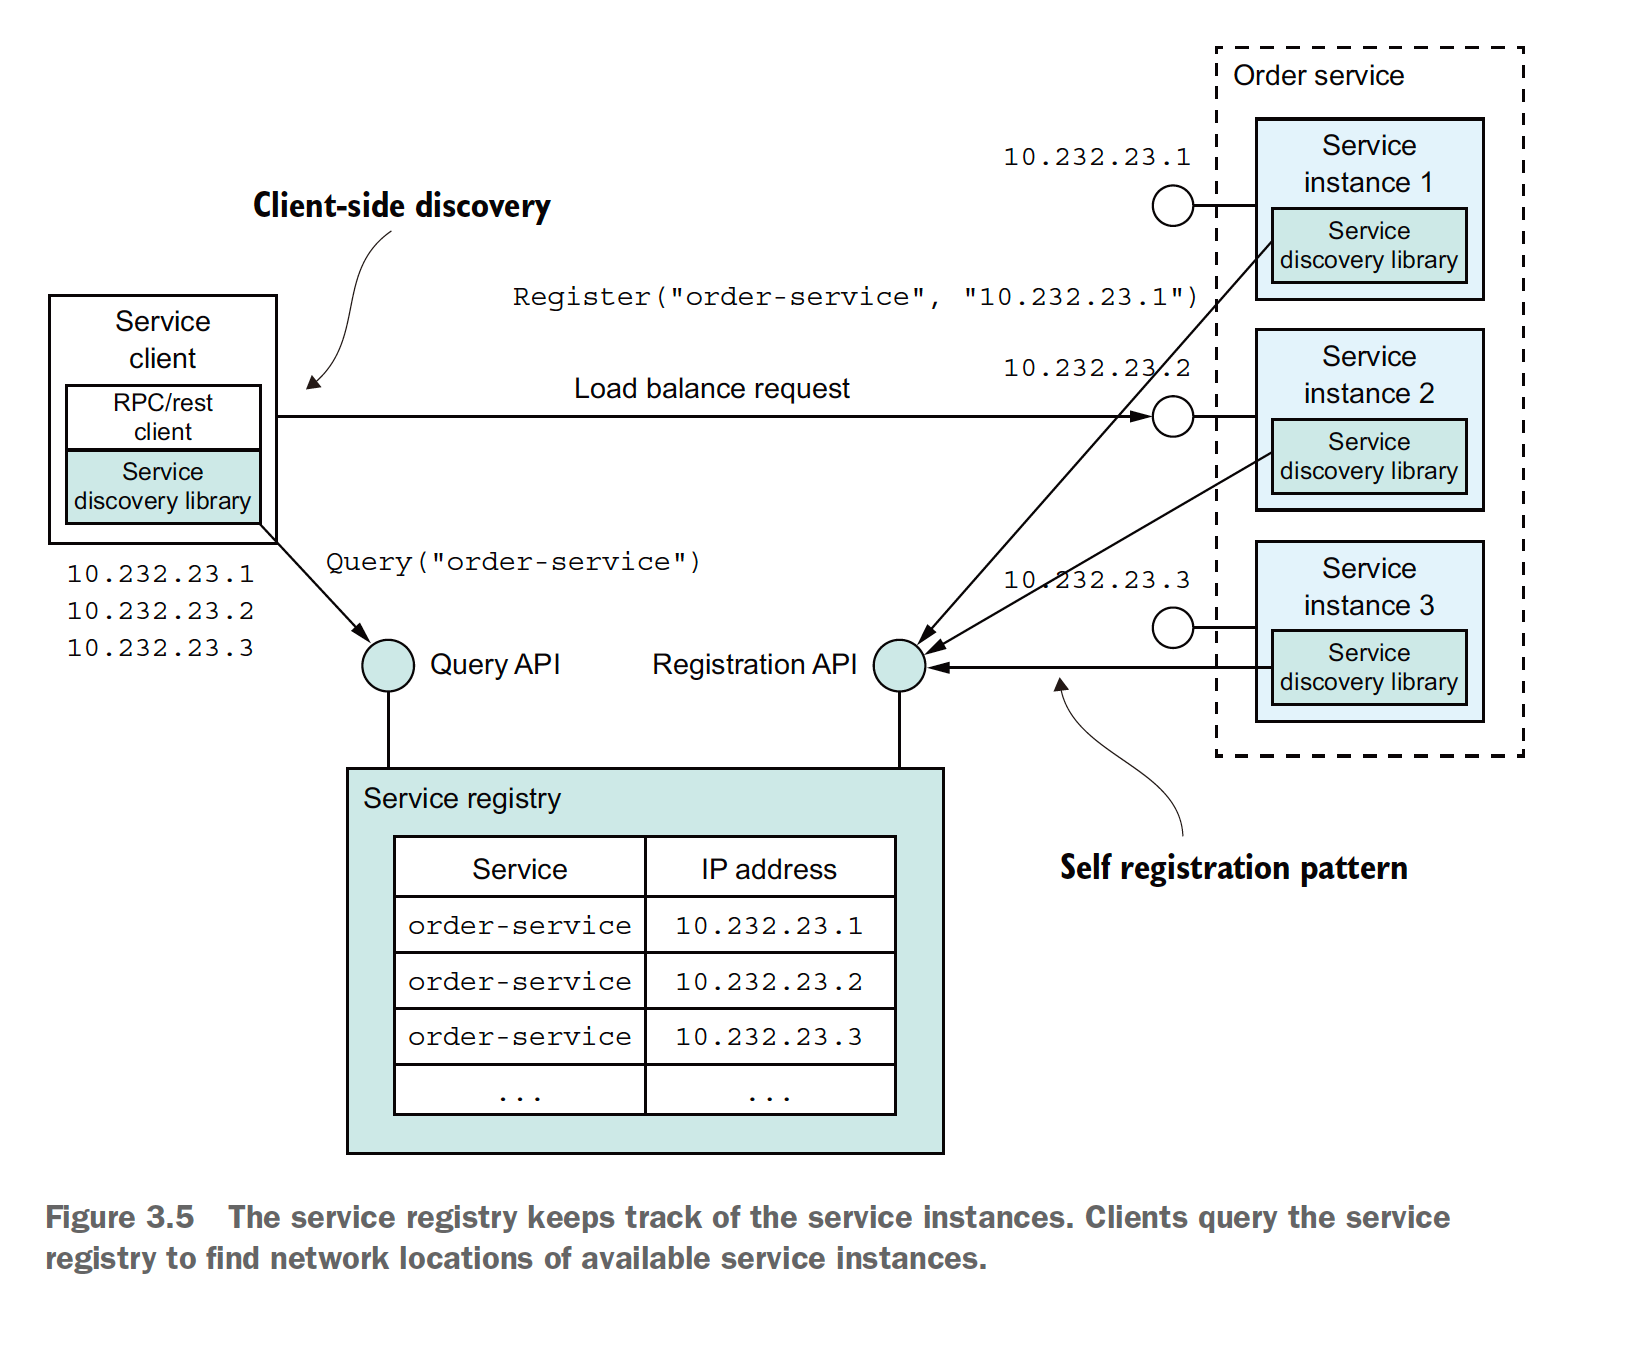 Order service
10.232.23.1
Service
instance 1
Service
discovery library
Client-side discovery
Register("order-service", "10.232.23.1")
Service
client
RPC/rest
client
Service
discovery library
10.232.23.1
10.232.23.2
10.232.23.3
Load balance request
10.232.23.2
Service
instance 2
Service
discovery library
Query("order-service")
10.232.23.3
Service
instance 3
Service
discovery library
Query API
Registration API
Self registration pattern
Service registry
Service IP address
order-service 10.232.23.1
order-service 10.232.23.2
order-service 10.232.23.3
... ...
Figure 3.5 The service registry keeps track of the service instances. Clients query the service
registry to find network locations of available service instances.